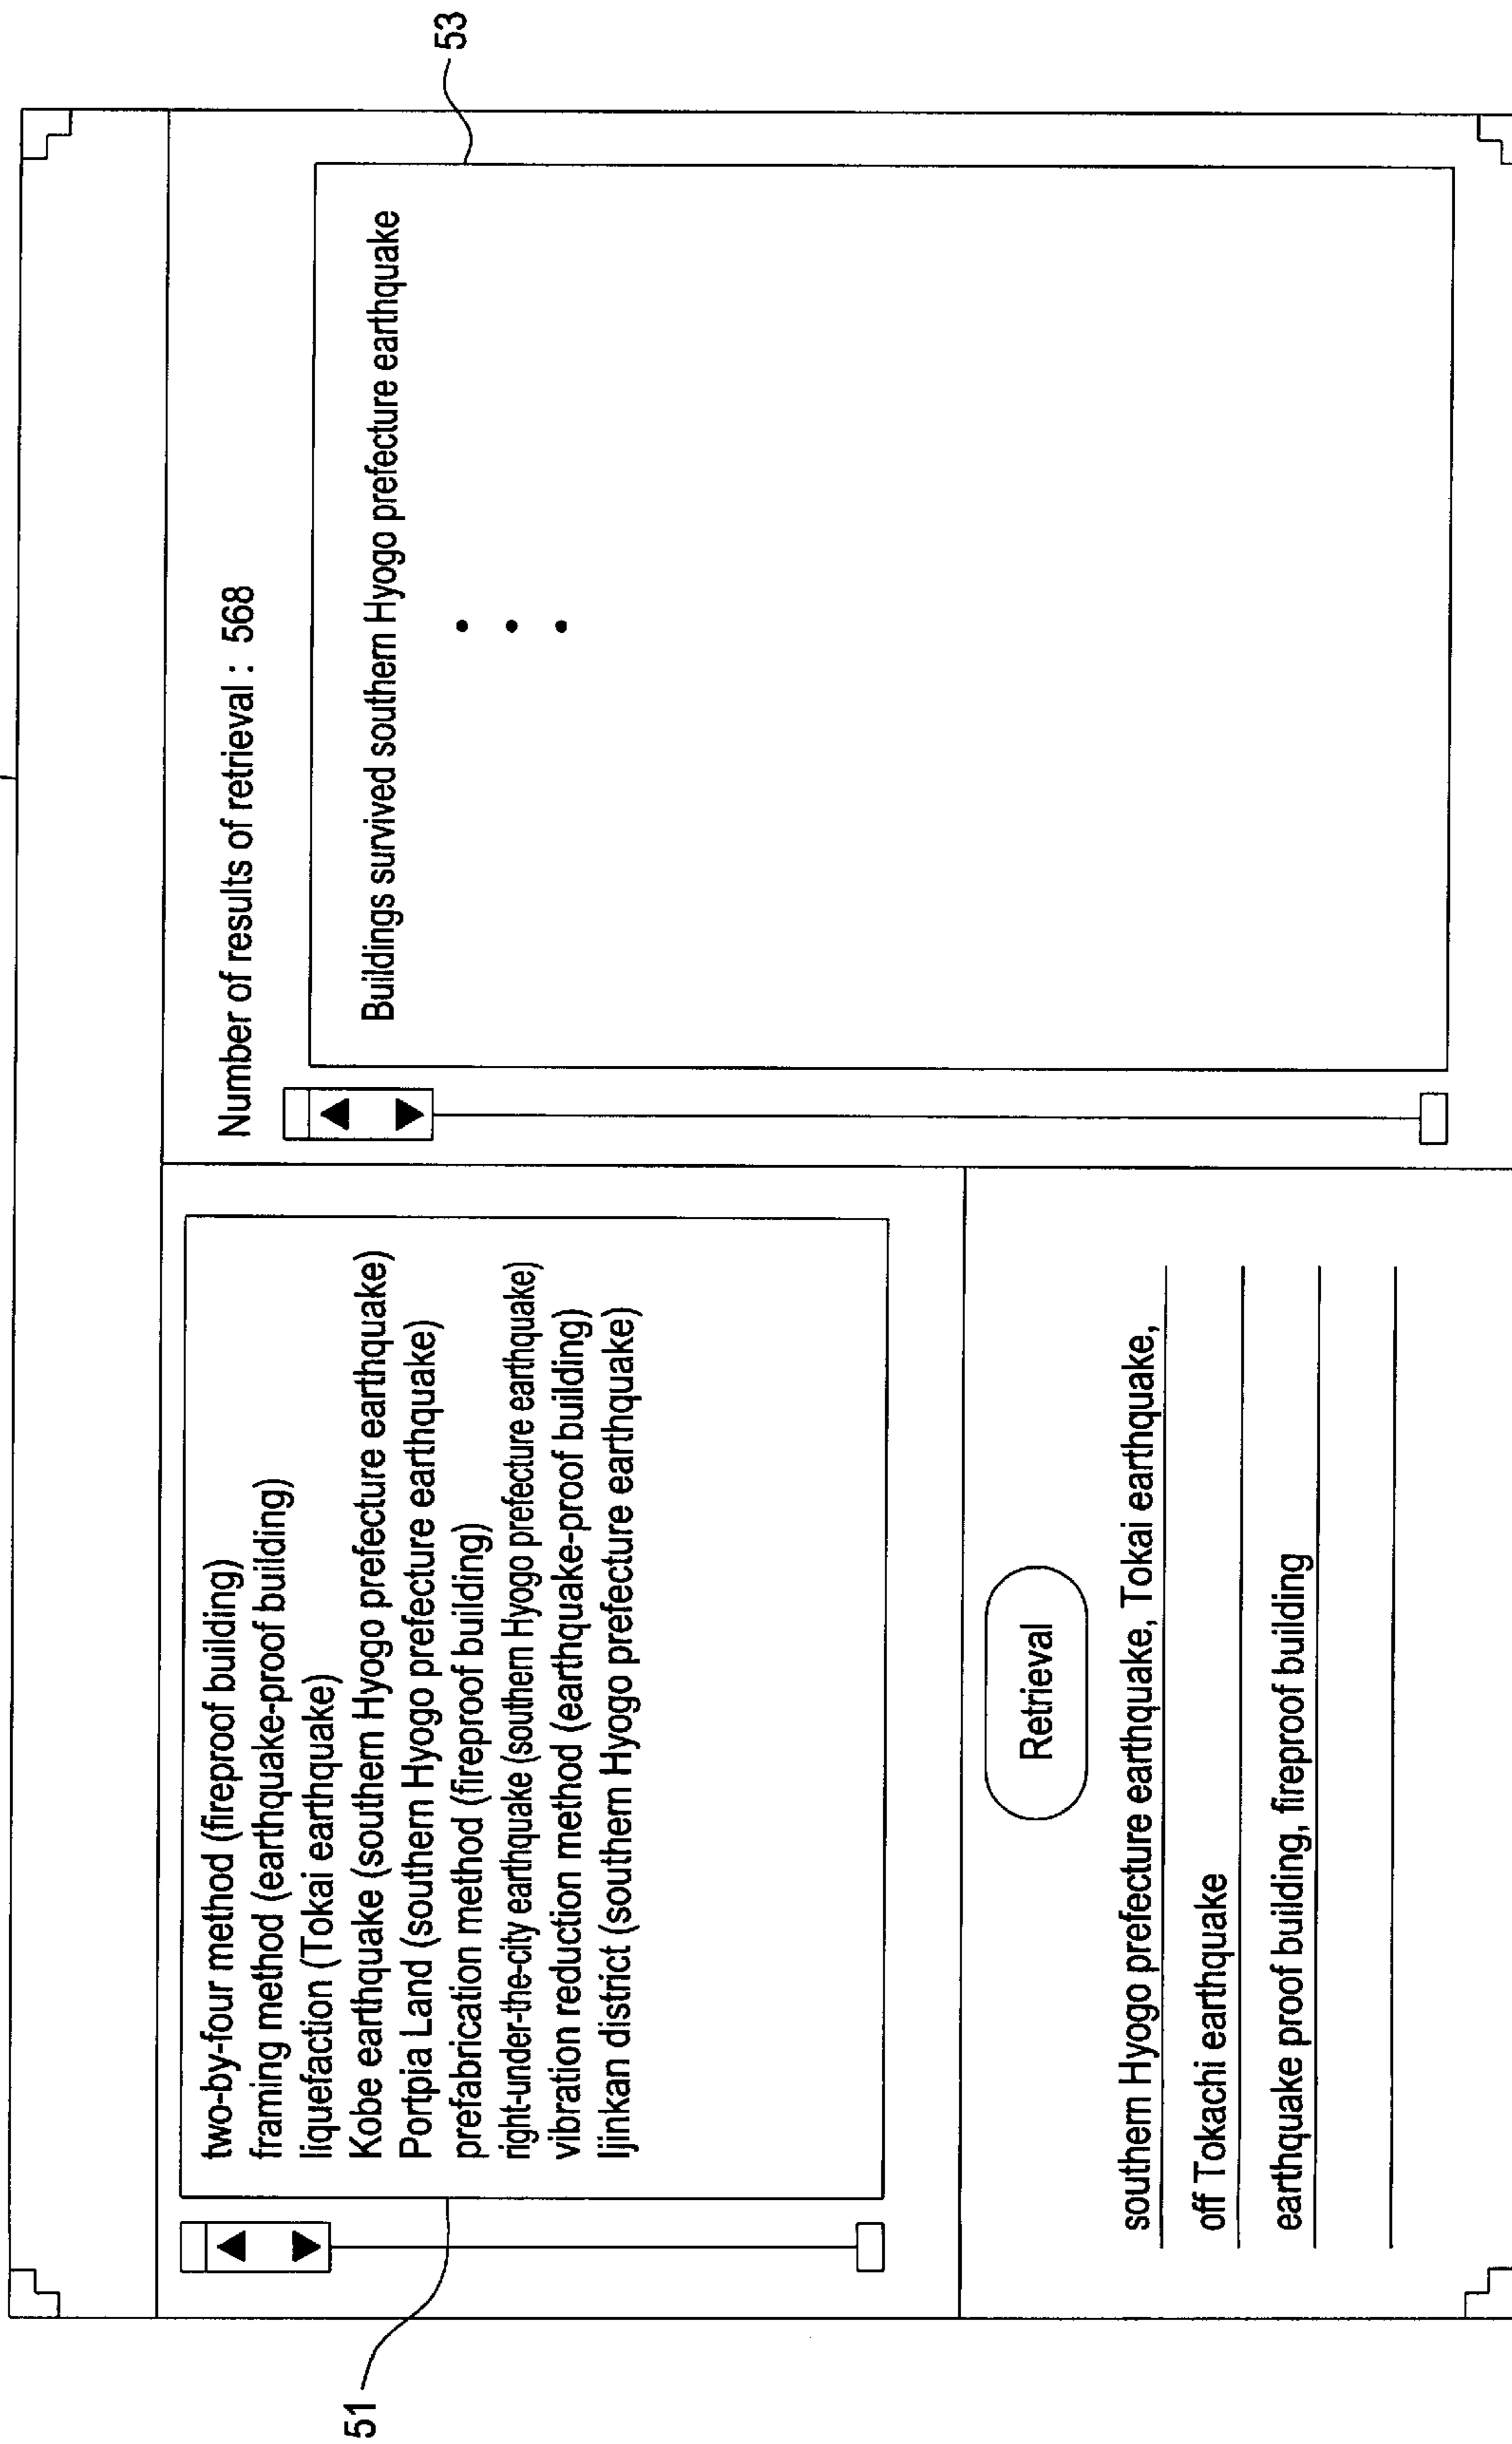 Number of results of retrieval : 568
53
Buildings survived southern Hyogo prefecture earthquake
51
two-by-four method (fireproof building)
framing method (earthquake-proof building)
liquefaction (Tokai earthquake)
Kobe earthquake (southern Hyogo prefecture earthquake)
Portpia Land (southern Hyogo prefecture earthquake)
prefabrication method (fireproof building)
right-under-the-city earthquake (southern Hyogo prefecture earthquake)
vibration reduction method (earthquake-proof building)
Ijinkan district (southern Hyogo prefecture earthquake)
Retrieval
southern Hyogo prefecture earthquake, Tokai earthquake,
off Tokachi earthquake
earthquake proof building, fireproof building